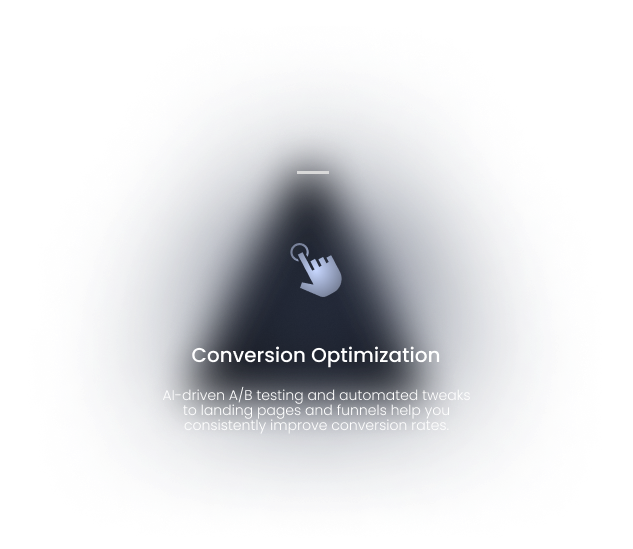 Conversion Optimization
AI-driven A/B testing and automated tweaks
to landing pages and funnels help you
consistently improve conversion rates.